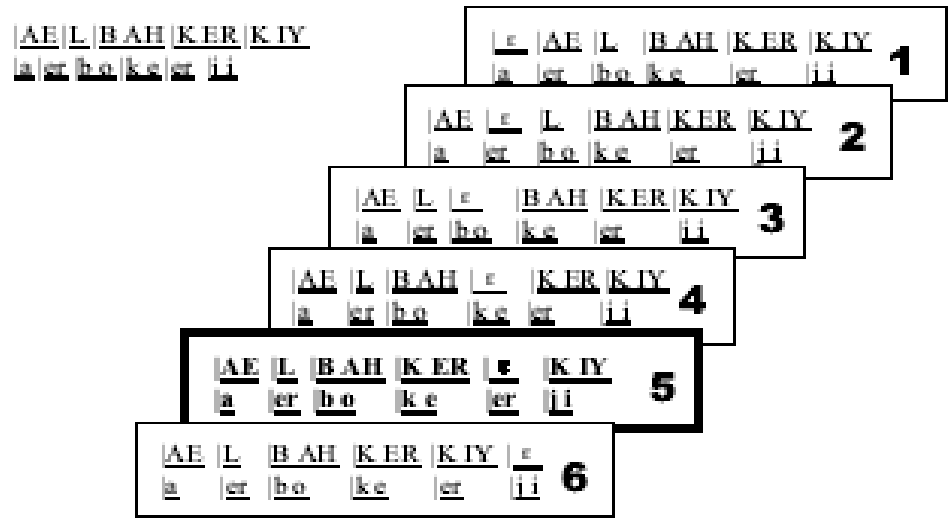 |AE|L|B AH|K ER|K IY
|a|er|b o|k e|er |j i
|ε |AE |L |B AH |K ER |K IY
|a |er |b o |k e |er |j i 1
|AE |ε |L |B AH |K ER |K IY
|a |er |b o |k e |er |j i 2
|AE |L |ε |B AH |K ER |K IY
|a |er |b o |k e |er |j i 3
|AE |L |B AH |ε |K ER |K IY
|a |er |b o |k e |er |j i 4
|AE |L |B AH |K ER |ε |K IY
|a |er |b o |k e |er |j i 5
|AE |L |B AH |K ER |K IY |ε
|a |er |b o |k e |er |j i 6